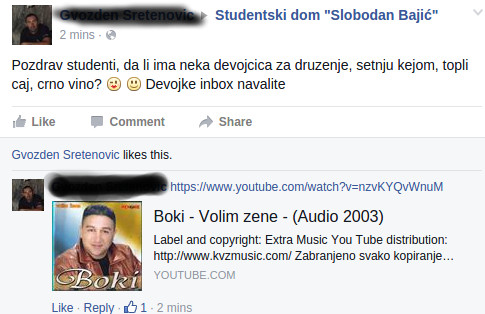 Gvozden Sretenovic ▸ Studentski dom "Slobodan Bajić"
2 mins ·
Pozdrav studenti, da li ima neka devojcica za druzenje, setnju kejom, topli
caj, crno vino? 😜 😃 Devojke inbox navalite
Like Comment Share
Gvozden Sretenovic likes this.
https://www.youtube.com/watch?v=nzvKYQvWnuM
Boki - Volim zene - (Audio 2003)
Label and copyright: Extra Music You Tube distribution:
http://www.kvzmusic.com/ Zabranjeno svako kopiranje…
YOUTUBE.COM
Boki
Like · Reply · 1 · 2 mins